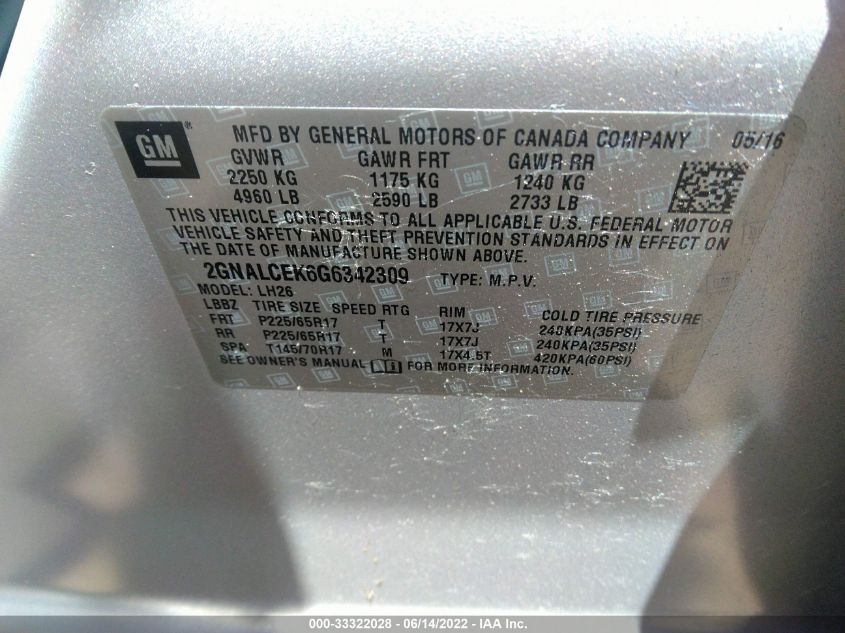 GM ® MFD BY GENERAL MOTORS OF CANADA COMPANY 05/16
GVWR GAWR FRT GAWR RR
2250 KG 1175 KG 1240 KG
4960 LB 2590 LB 2733 LB
THIS VEHICLE CONFORMS TO ALL APPLICABLE U.S. FEDERAL MOTOR
VEHICLE SAFETY AND THEFT PREVENTION STANDARDS IN EFFECT ON
THE DATE OF MANUFACTURE SHOWN ABOVE.
2GNALCEK6G6342309 TYPE: M.P.V.
MODEL: LH26
LBBZ TIRE SIZE SPEED RTG RIM COLD TIRE PRESSURE
FRT P225/65R17 T 17X7J 240KPA(35PSI)
RR P225/65R17 T 17X7J 240KPA(35PSI)
SPA T145/70R17 M 17X4.5T 420KPA(60PSI)
SEE OWNER'S MANUAL FOR MORE INFORMATION.
000-33322028 - 06/14/2022 - IAA Inc.